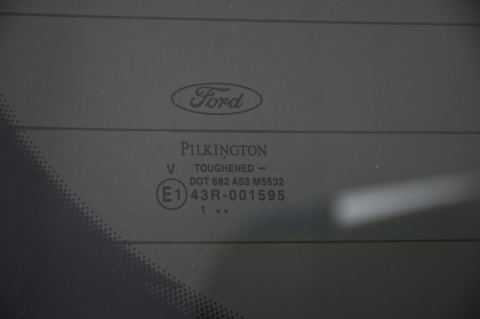 Ford
PILKINGTON
V TOUGHENED –
DOT 682 AS3 M5532
E1 43R-001595
1 ••